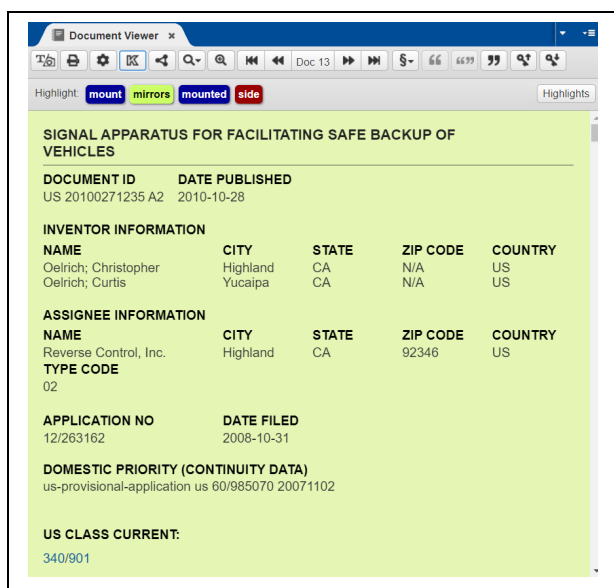 Document Viewer ×
Doc 13
§
Highlight: mount mirrors mounted side Highlights
SIGNAL APPARATUS FOR FACILITATING SAFE BACKUP OF
VEHICLES
DOCUMENT ID DATE PUBLISHED
US 20100271235 A2 2010-10-28
INVENTOR INFORMATION
NAME CITY STATE ZIP CODE COUNTRY
Oelrich; Christopher Highland CA N/A US
Oelrich; Curtis Yucaipa CA N/A US
ASSIGNEE INFORMATION
NAME CITY STATE ZIP CODE COUNTRY
Reverse Control, Inc. Highland CA 92346 US
TYPE CODE
02
APPLICATION NO DATE FILED
12/263162 2008-10-31
DOMESTIC PRIORITY (CONTINUITY DATA)
us-provisional-application us 60/985070 20071102
US CLASS CURRENT:
340/901